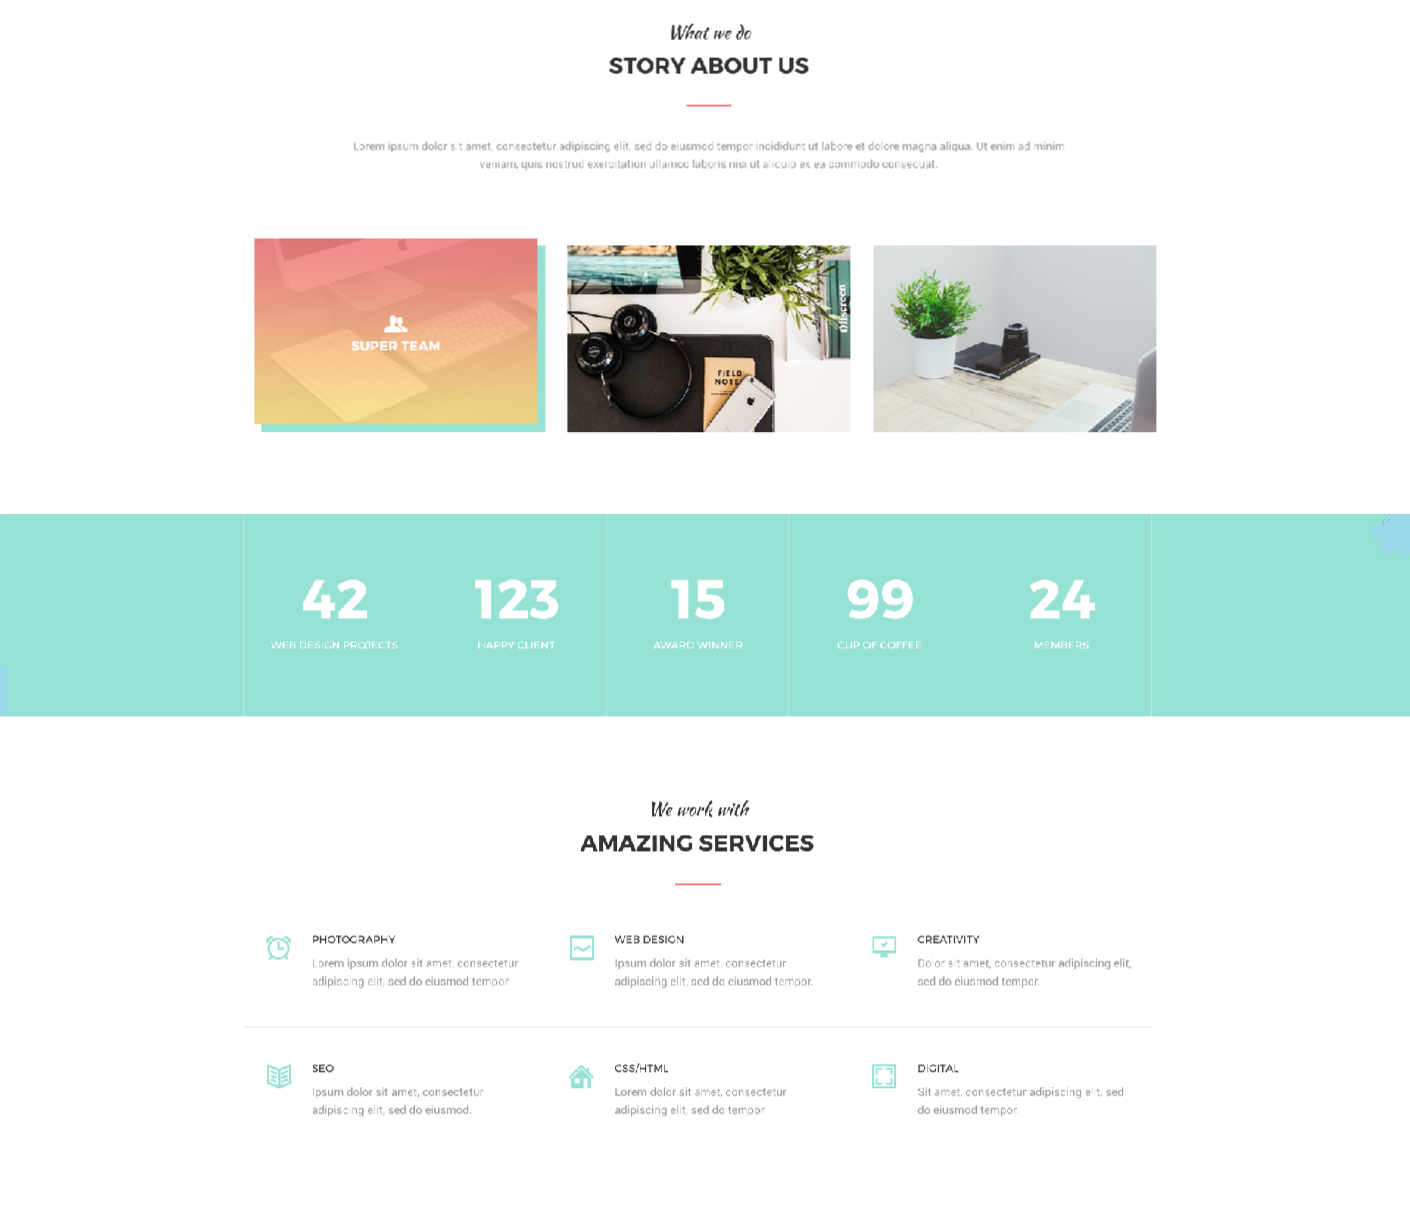 What we do
STORY ABOUT US
Lorem ipsum dolor sit amet, consectetur adipiscing elit, sed do eiusmod tempor incididunt ut labore et dolore magna aliqua. Ut enim ad minim
veniam, quis nostrud exercitation ullamco laboris nisi ut aliquip ex ea commodo consequat.
SUPER TEAM
Offscreen
FIELD
NOTES
42
123
15
99
24
WEB DESIGN PROJECTS
HAPPY CLIENT
AWARD WINNER
CUP OF COFFEE
MEMBERS
We work with
AMAZING SERVICES
PHOTOGRAPHY
Lorem ipsum dolor sit amet, consectetur
adipiscing elit, sed do eiusmod tempor
WEB DESIGN
Ipsum dolor sit amet, consectetur
adipiscing elit, sed do eiusmod tempor.
CREATIVITY
Dolor sit amet, consectetur adipiscing elit,
sed do eiusmod tempor.
SEO
Ipsum dolor sit amet, consectetur
adipiscing elit, sed do eiusmod.
CSS/HTML
Lorem dolor sit amet, consectetur
adipiscing elit, sed do tempor
DIGITAL
Sit amet, consectetur adipiscing elit, sed
do eiusmod tempor.